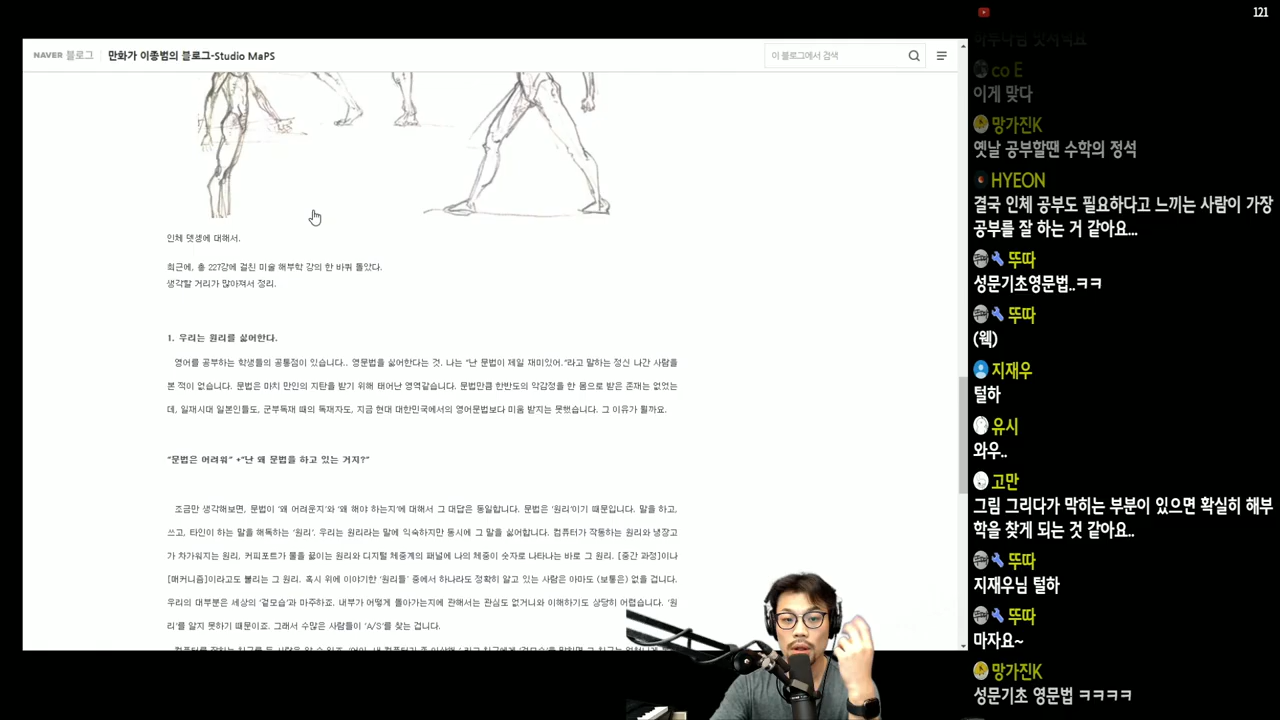 121
NAVER 블로그
만화가 이종범의 블로그-Studio MaPS
이 블로그에서 검색
인체 뎃생에 대해서.
최근에, 총 227강에 걸친 미술 해부학 강의 한 바퀴 돌았다.
생각할 거리가 많아져서 정리.
1. 우리는 원리를 싫어한다.
영어를 공부하는 학생들의 공통점이 있습니다.. 영문법을 싫어한다는 것. 나는 "난 문법이 제일 재미있어."라고 말하는 정신 나간 사람을
본 적이 없습니다. 문법은 마치 만인의 지탄을 받기 위해 태어난 영역같습니다. 문법만큼 한반도의 악감정을 한 몸으로 받은 존재는 없었는
데, 일제시대 일본인들도, 군부독재 때의 독재자도, 지금 현대 대한민국에서의 영어문법보다 미움 받지는 못했습니다. 그 이유가 뭘까요.
"문법은 어려워" +"난 왜 문법을 하고 있는 거지?"
조금만 생각해보면, 문법이 '왜 어려운지'와 '왜 해야 하는지'에 대해서 그 대답은 동일합니다. 문법은 '원리'이기 때문입니다. 말을 하고,
쓰고, 타인이 하는 말을 해독하는 '원리'. 우리는 원리라는 말에 익숙하지만 동시에 그 말을 싫어합니다. 컴퓨터가 작동하는 원리와 냉장고
가 차가워지는 원리, 커피포트가 물을 끓이는 원리와 디지털 체중계의 패널에 나의 체중이 숫자로 나타나는 바로 그 원리. [중간 과정]이나
[매커니즘]이라고도 불리는 그 원리. 혹시 위에 이야기한 '원리들' 중에서 하나라도 정확히 알고 있는 사람은 아마도 (보통은) 없을 겁니다.
우리의 대부분은 세상의 '겉모습'과 마주하죠. 내부가 어떻게 돌아가는지에 관해서는 관심도 없거니와 이해하기도 상당히 어렵습니다. '원
리'를 알지 못하기 때문이죠. 그래서 수많은 사람들이 'A/S'를 찾는 겁니다.
co E
이게 맞다
망가진K
옛날 공부할땐 수학의 정석
HYEON
결국 인체 공부도 필요하다고 느끼는 사람이 가장
공부를 잘 하는 거 같아요...
뚜따
성문기초영문법..ㅋㅋ
뚜따
(웩)
지재우
털하
유시
와우..
고만
그림 그리다가 막히는 부분이 있으면 확실히 해부
학을 찾게 되는 것 같아요..
뚜따
지재우님 털하
뚜따
마자요~
망가진K
성문기초 영문법 ㅋㅋㅋㅋ